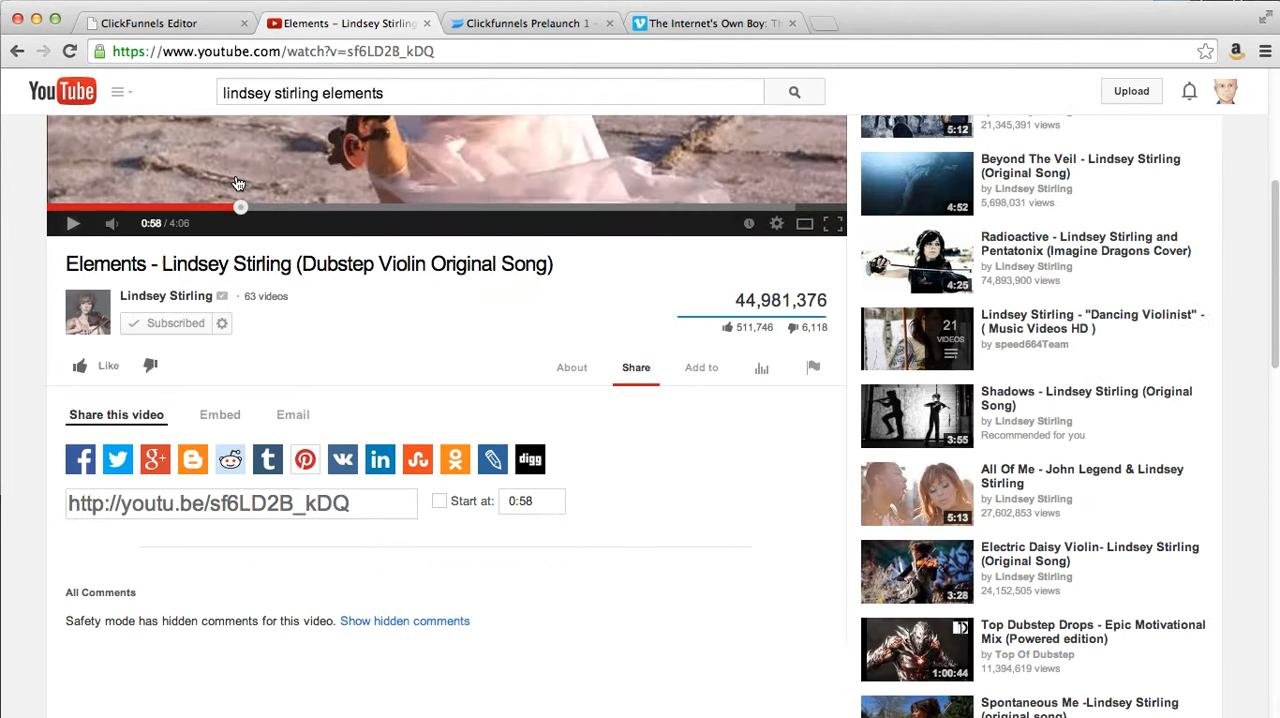 ClickFunnels Editor
Elements – Lindsey Stirling
Clickfunnels Prelaunch 1 -
The Internet's Own Boy: Th
https://www.youtube.com/watch?v=sf6LD2B_kDQ
YouTube
lindsey stirling elements
Upload
0:58 / 4:06
Elements - Lindsey Stirling (Dubstep Violin Original Song)
Lindsey Stirling · 63 videos
Subscribed
44,981,376
511,746 6,118
Like
About Share Add to
Share this video Embed Email
digg
http://youtu.be/sf6LD2B_kDQ
Start at: 0:58
All Comments
Safety mode has hidden comments for this video. Show hidden comments
5:12
21,345,391 views
Beyond The Veil - Lindsey Stirling
(Original Song)
by Lindsey Stirling
5,698,031 views
4:52
Radioactive - Lindsey Stirling and
Pentatonix (Imagine Dragons Cover)
by Lindsey Stirling
74,893,900 views
4:25
Lindsey Stirling - "Dancing Violinist" -
( Music Videos HD )
by speed664Team
21
VIDEOS
Shadows - Lindsey Stirling (Original
Song)
by Lindsey Stirling
Recommended for you
3:55
All Of Me - John Legend & Lindsey
Stirling
by Lindsey Stirling
27,602,853 views
5:13
Electric Daisy Violin- Lindsey Stirling
(Original Song)
by Lindsey Stirling
24,152,505 views
3:28
Top Dubstep Drops - Epic Motivational
Mix (Powered edition)
by Top Of Dubstep
11,394,619 views
1:00:44
Spontaneous Me -Lindsey Stirling
(original song)